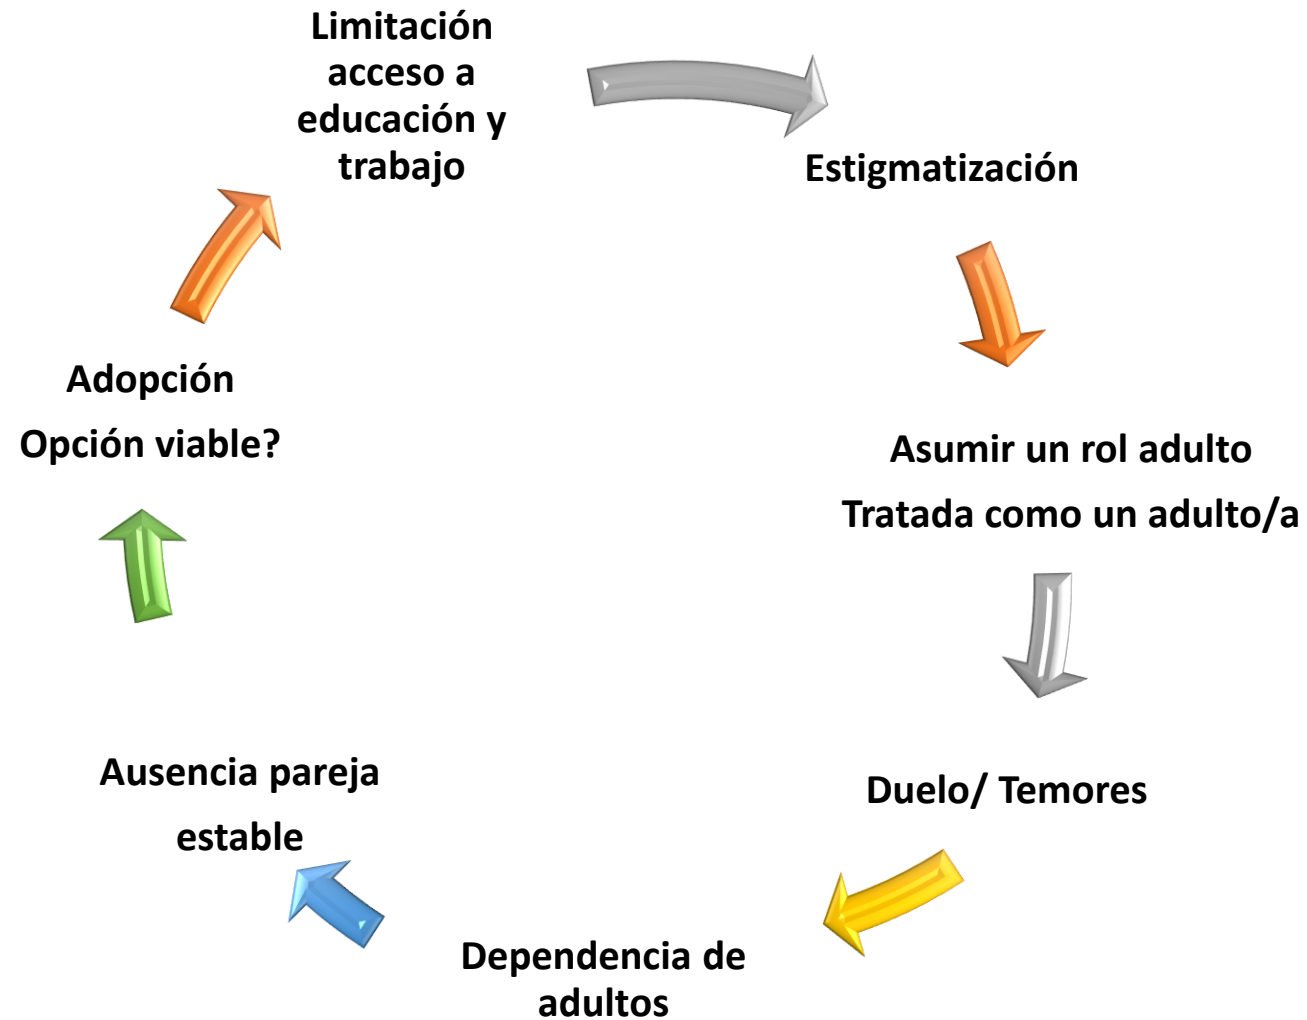 Limitación
acceso a
educación y
trabajo
Estigmatización
Asumir un rol adulto
Tratada como un adulto/a
Duelo/ Temores
Dependencia de
adultos
Ausencia pareja
estable
Adopción
Opción viable?